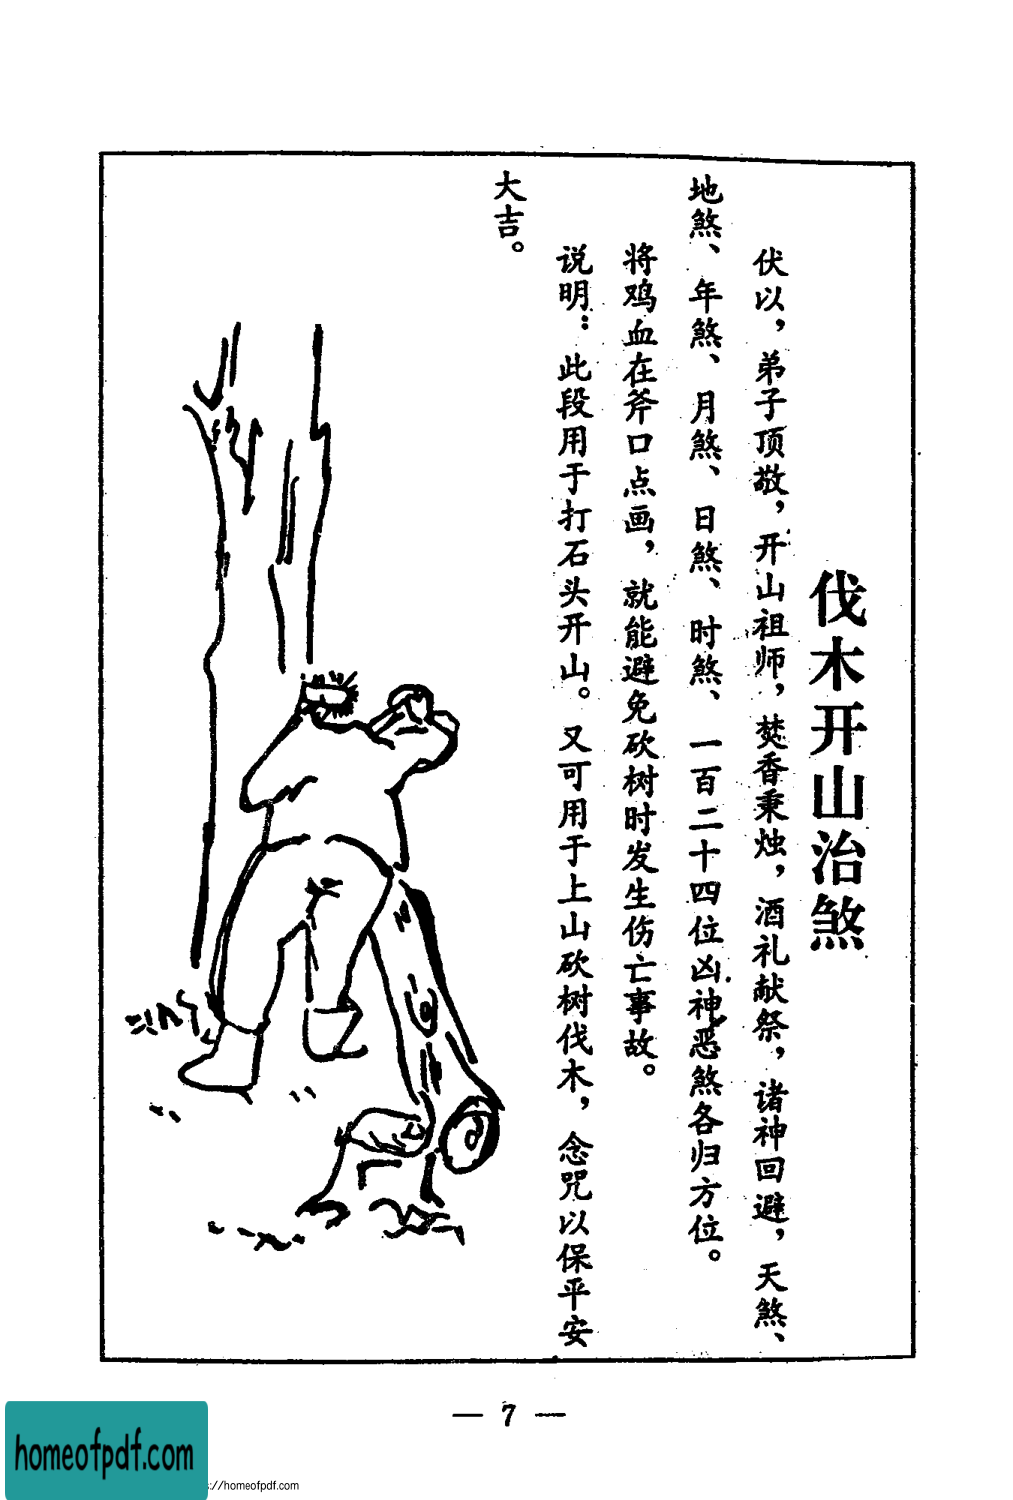 伐木开山治煞
伏以，弟子顶敬，开山祖师，焚香秉烛，酒礼献祭，诸神回避，天煞、
地煞、年煞、月煞、日煞、时煞、一百二十四位凶神恶煞各归方位。
将鸡血在斧口点画，就能避免砍树时发生伤亡事故。
说明：此段用于打石头开山。又可用于上山砍树伐木，念咒以保平安
大吉。
— 7 —
homeofpdf.com
s://homeofpdf.com